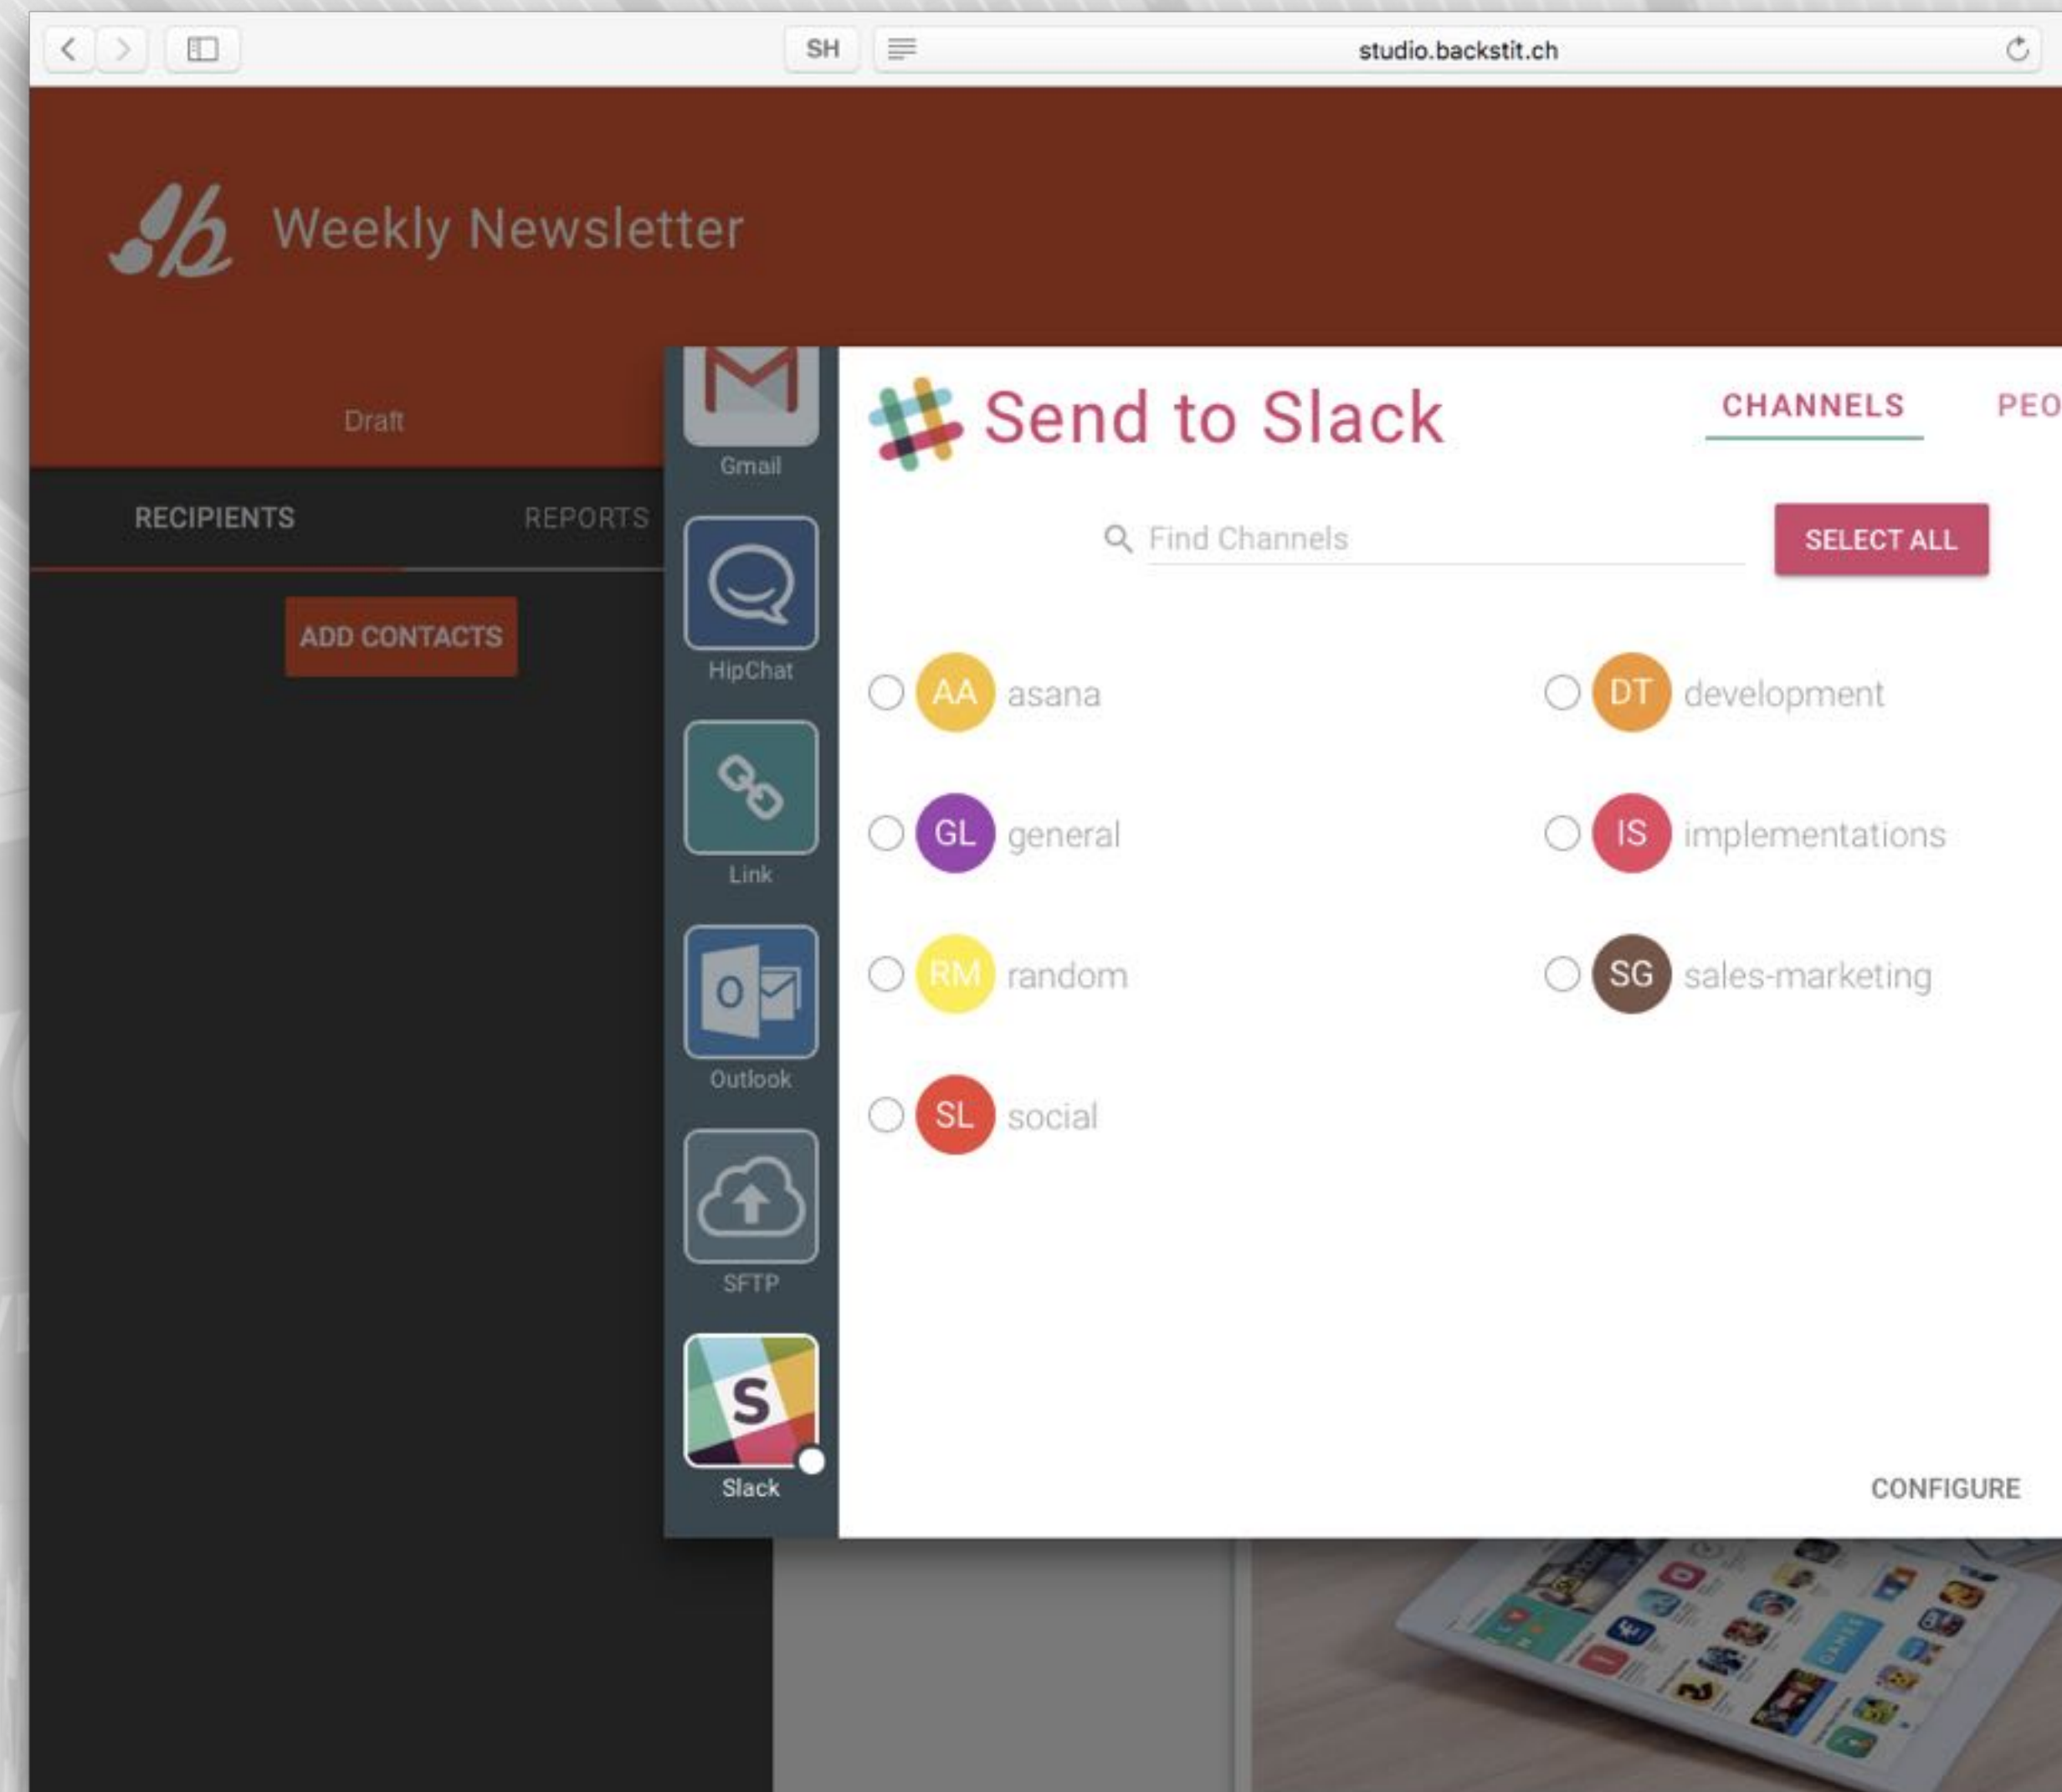 SH
studio.backstit.ch
Weekly Newsletter
Draft
RECIPIENTS
REPORTS
ADD CONTACTS
Gmail
HipChat
Link
Outlook
SFTP
S
Slack
Send to Slack
CHANNELS
PEO
Find Channels
SELECT ALL
AA asana
DT development
GL general
IS implementations
RM random
SG sales-marketing
SL social
CONFIGURE
GAMES